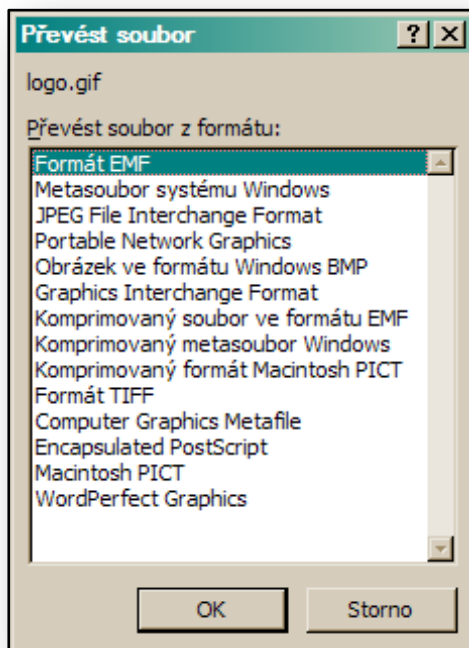 Převést soubor
logo.gif
Převést soubor z formátu:
Formát EMF
Metasoubor systému Windows
JPEG File Interchange Format
Portable Network Graphics
Obrázek ve formátu Windows BMP
Graphics Interchange Format
Komprimovaný soubor ve formátu EMF
Komprimovaný metasoubor Windows
Komprimovaný formát Macintosh PICT
Formát TIFF
Computer Graphics Metafile
Encapsulated PostScript
Macintosh PICT
WordPerfect Graphics
OK Storno